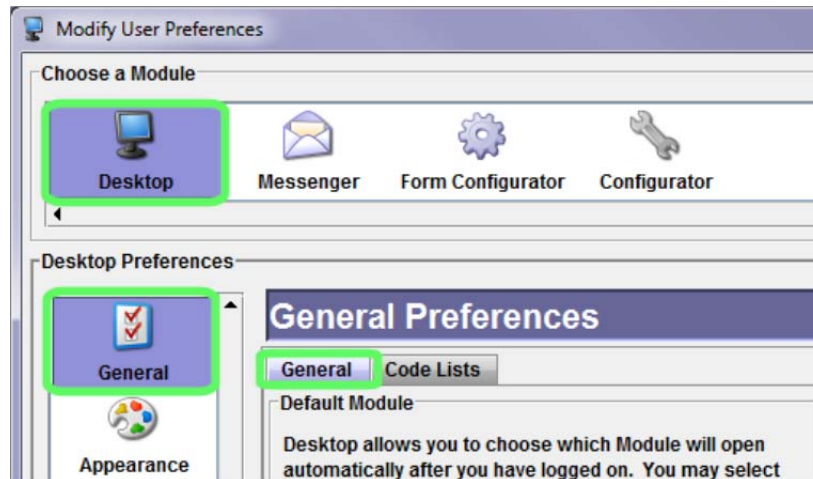 Modify User Preferences
Choose a Module
Desktop
Messenger
Form Configurator
Configurator
Desktop Preferences
General
Appearance
General Preferences
General
Code Lists
Default Module
Desktop allows you to choose which Module will open
automatically after you have logged on. You may select